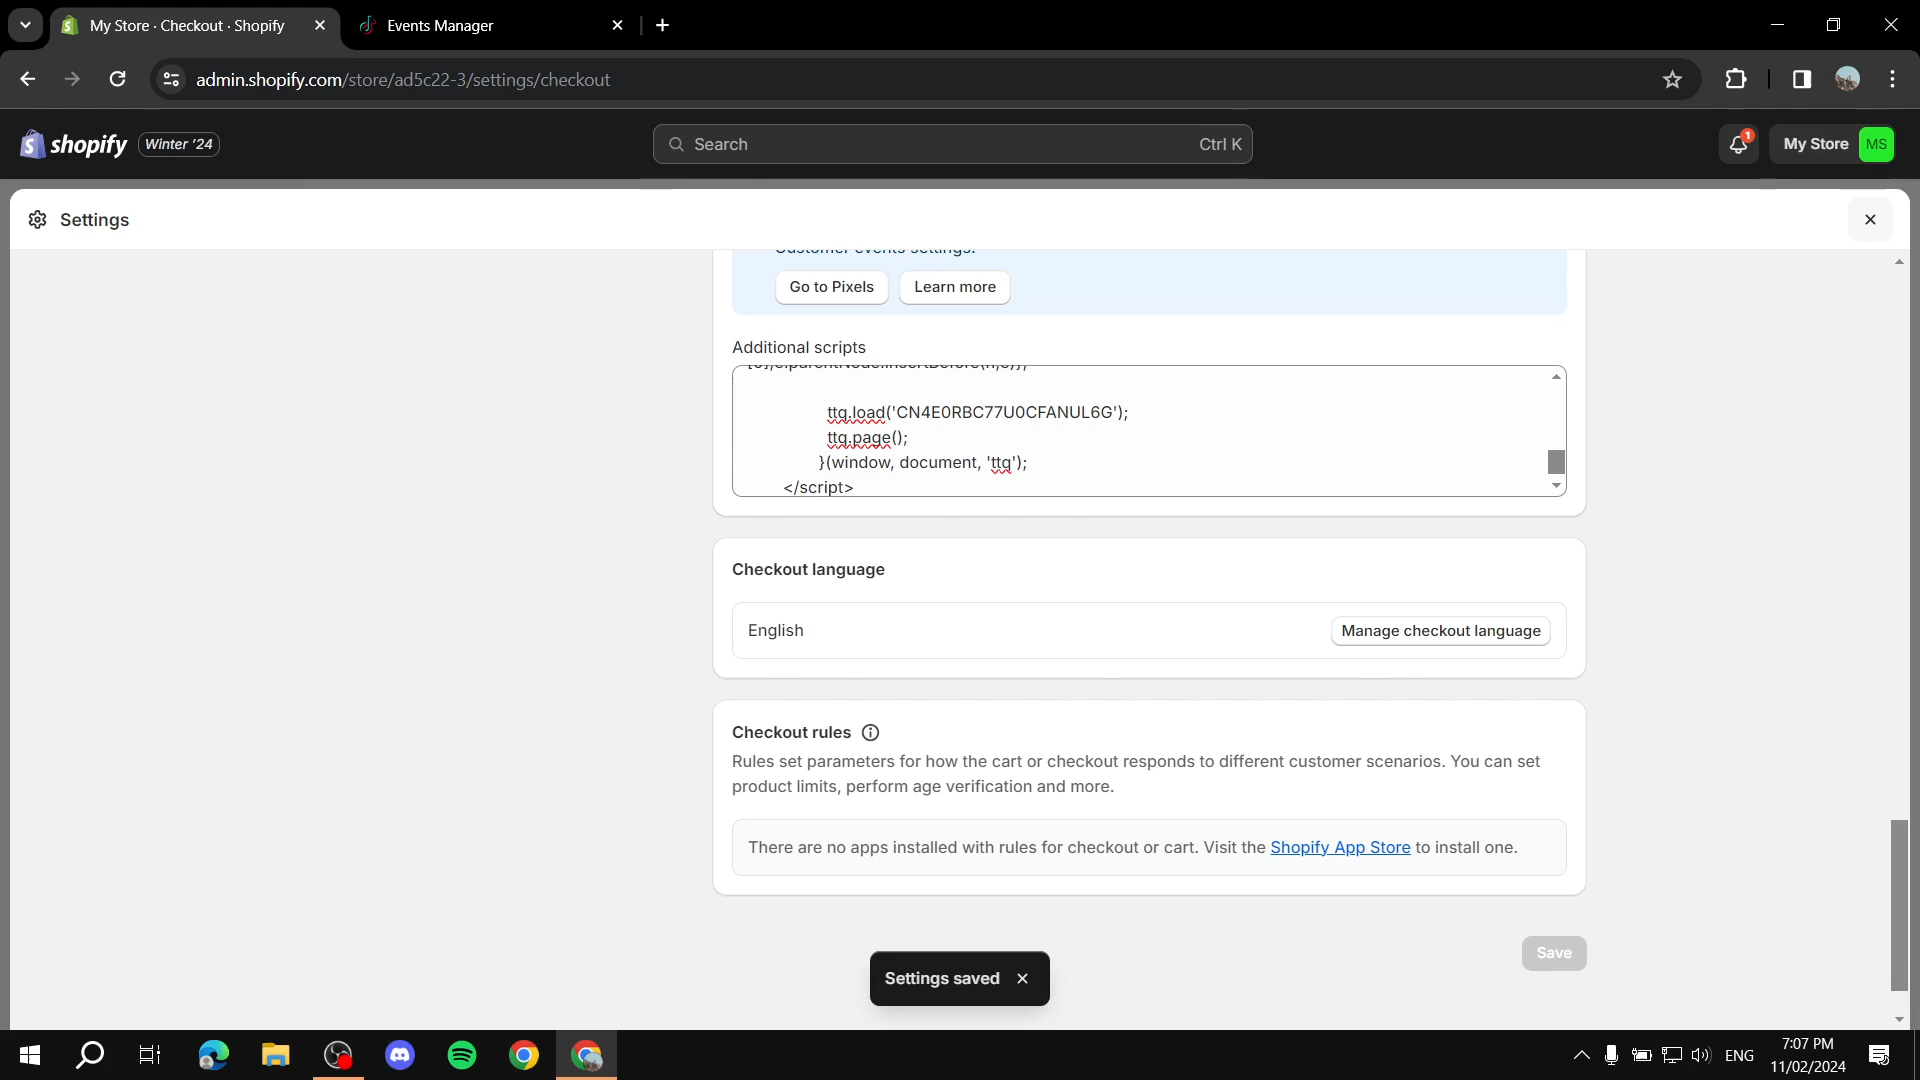 My Store · Checkout · Shopify
Events Manager
admin.shopify.com/store/ad5c22-3/settings/checkout
shopify
Winter '24
Search
Ctrl K
1
My Store
MS
Settings
Customer events settings.
Go to Pixels
Learn more
Additional scripts
ttq.load('CN4E0RBC77U0CFANUL6G');
ttq.page();
}(window, document, 'ttq');
</script>
Checkout language
English
Manage checkout language
Checkout rules
Rules set parameters for how the cart or checkout responds to different customer scenarios. You can set
product limits, perform age verification and more.
There are no apps installed with rules for checkout or cart. Visit the Shopify App Store to install one.
Save
Settings saved
ENG
7:07 PM
11/02/2024